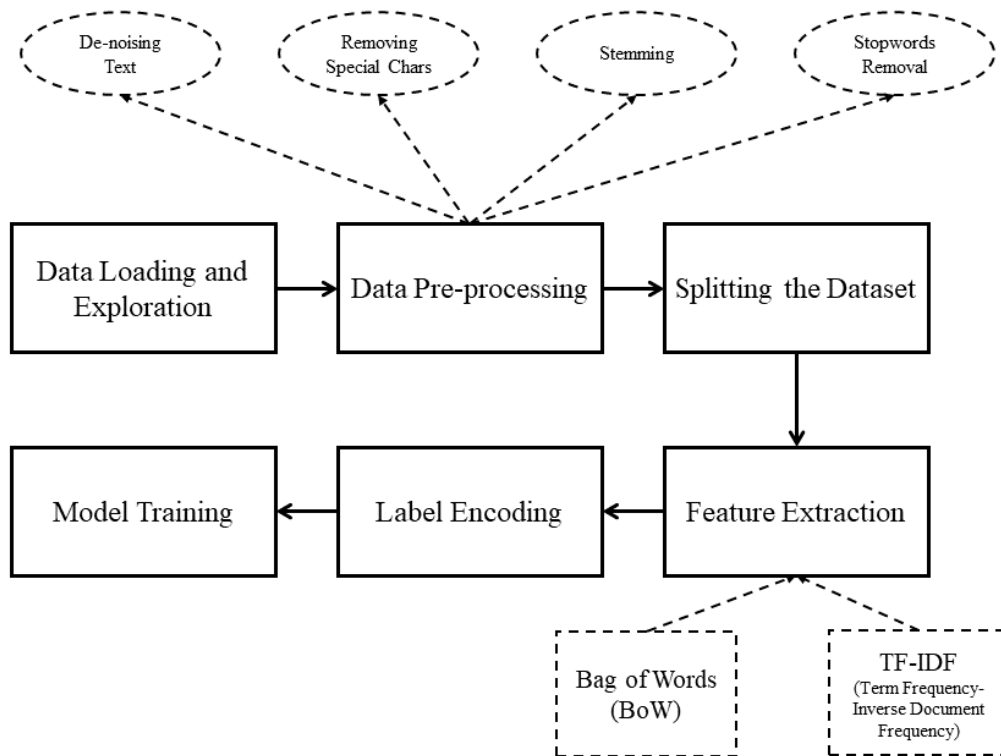 De-noising
Text
Removing
Special Chars
Stemming
Stopwords
Removal
Data Loading and
Exploration
Data Pre-processing
Splitting the Dataset
Model Training
Label Encoding
Feature Extraction
Bag of Words
(BoW)
TF-IDF
(Term Frequency-
Inverse Document
Frequency)